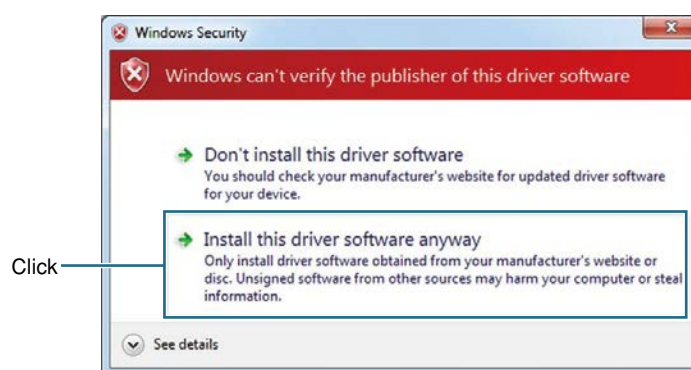 Windows Security
Windows can't verify the publisher of this driver software
Don't install this driver software
You should check your manufacturer's website for updated driver software
for your device.
Click
Install this driver software anyway
Only install driver software obtained from your manufacturer's website or
disc. Unsigned software from other sources may harm your computer or steal
information.
See details